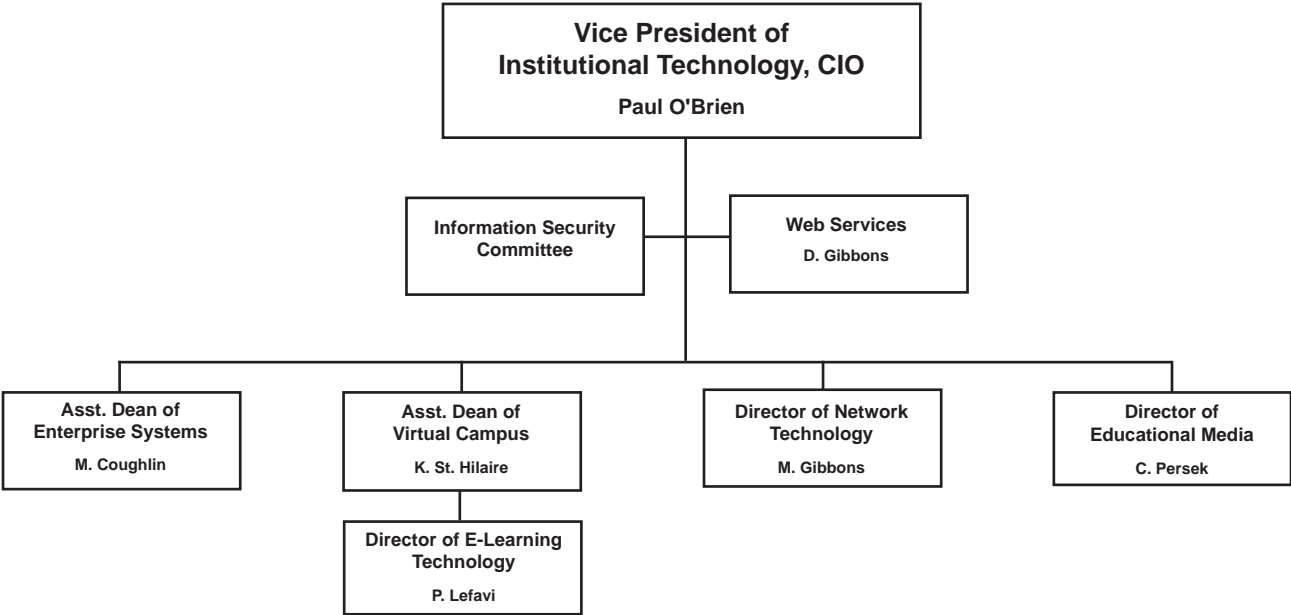 Vice President of
Institutional Technology, CIO
Paul O'Brien
Information Security
Committee
Web Services
D. Gibbons
Asst. Dean of
Enterprise Systems
M. Coughlin
Asst. Dean of
Virtual Campus
K. St. Hilaire
Director of Network
Technology
M. Gibbons
Director of
Educational Media
C. Persek
Director of E-Learning
Technology
P. Lefavi